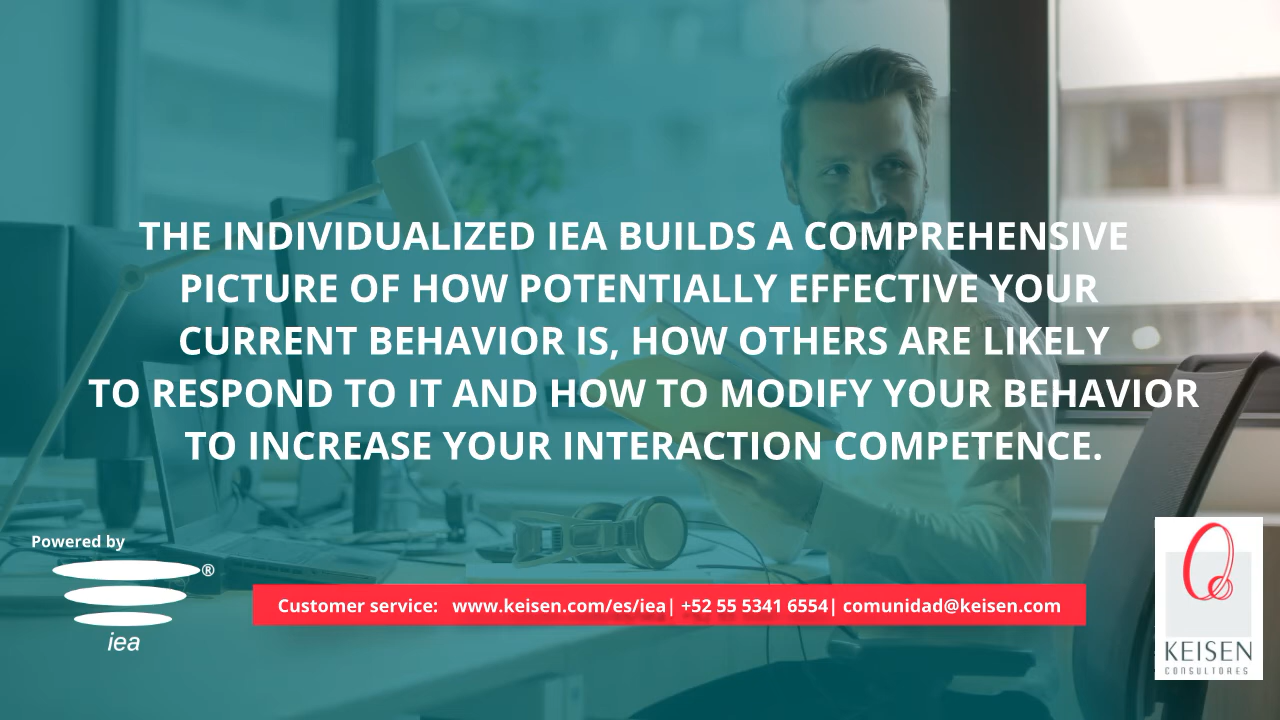 THE INDIVIDUALIZED IEA BUILDS A COMPREHENSIVE
PICTURE OF HOW POTENTIALLY EFFECTIVE YOUR
CURRENT BEHAVIOR IS, HOW OTHERS ARE LIKELY
TO RESPOND TO IT AND HOW TO MODIFY YOUR BEHAVIOR
TO INCREASE YOUR INTERACTION COMPETENCE.
Powered by
®
iea
Customer service: www.keisen.com/es/iea| +52 55 5341 6554| comunidad@keisen.com
KEISEN
CONSULTORES